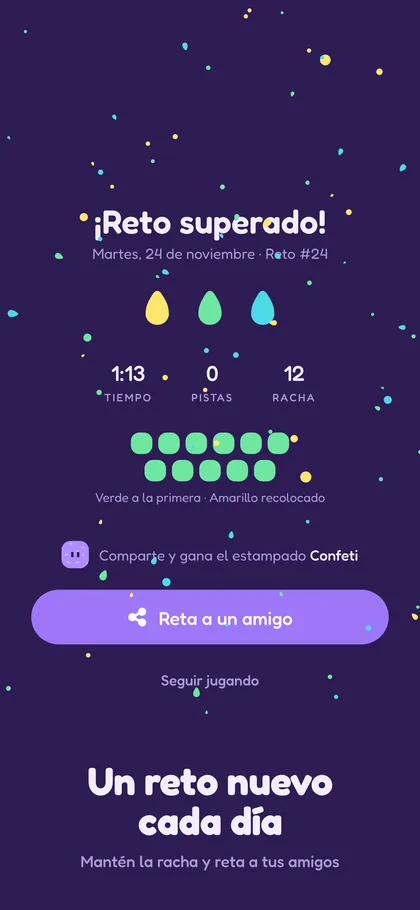 ¡Reto superado!
Martes, 24 de noviembre · Reto #24
1:13 0 12
TIEMPO PISTAS RACHA
Verde a la primera · Amarillo recolocado
Comparte y gana el estampado Confeti
Reta a un amigo
Seguir jugando
Un reto nuevo
cada día
Mantén la racha y reta a tus amigos